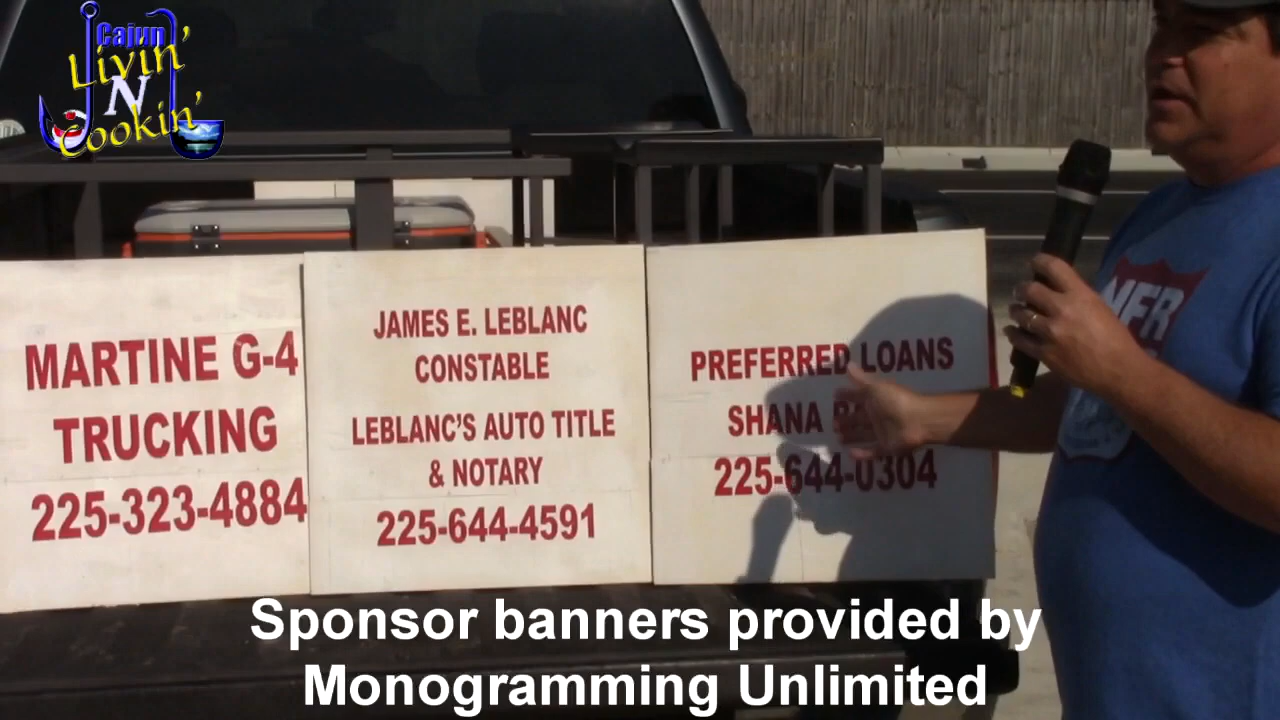 Cajun
Livin'
N
Cookin'
MARTINE G-4
TRUCKING
225-323-4884
JAMES E. LEBLANC
CONSTABLE
LEBLANC'S AUTO TITLE
& NOTARY
225-644-4591
PREFERRED LOANS
SHANA
225-644-0304
MFR
Sponsor banners provided by
Monogramming Unlimited